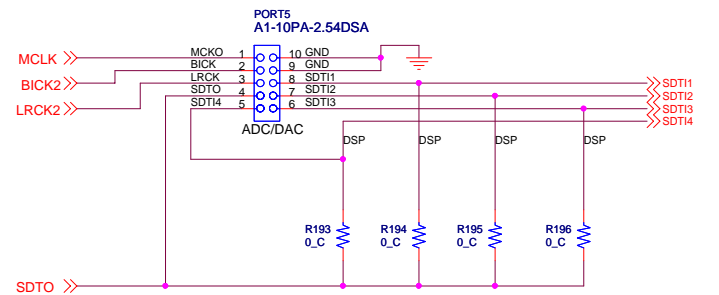 PORT5
A1-10PA-2.54DSA
MCLK MCKO 1 10 GND
BICK2 BICK 2 9 GND
LRCK2 LRCK 3 8 SDTI1 SDTI1
SDTO 4 7 SDTI2 SDTI2
SDTI4 5 6 SDTI3 SDTI3
SDTI4
ADC/DAC
DSP DSP DSP DSP
R193 R194 R195 R196
0_C 0_C 0_C 0_C
SDTO